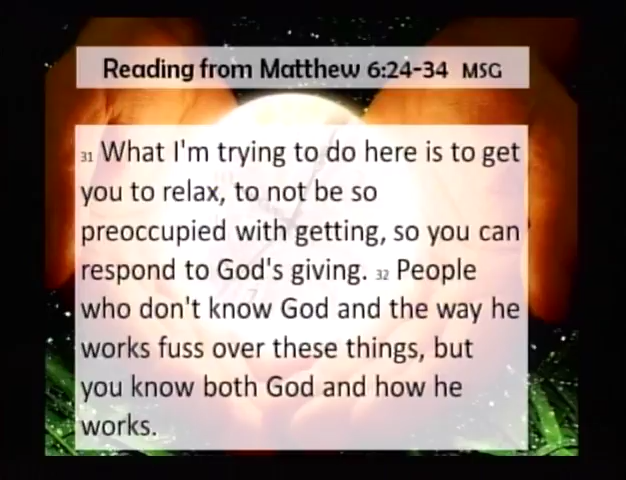 Reading from Matthew 6:24-34 MSG
31 What I'm trying to do here is to get
you to relax, to not be so
preoccupied with getting, so you can
respond to God's giving. 32 People
who don't know God and the way he
works fuss over these things, but
you know both God and how he
works.